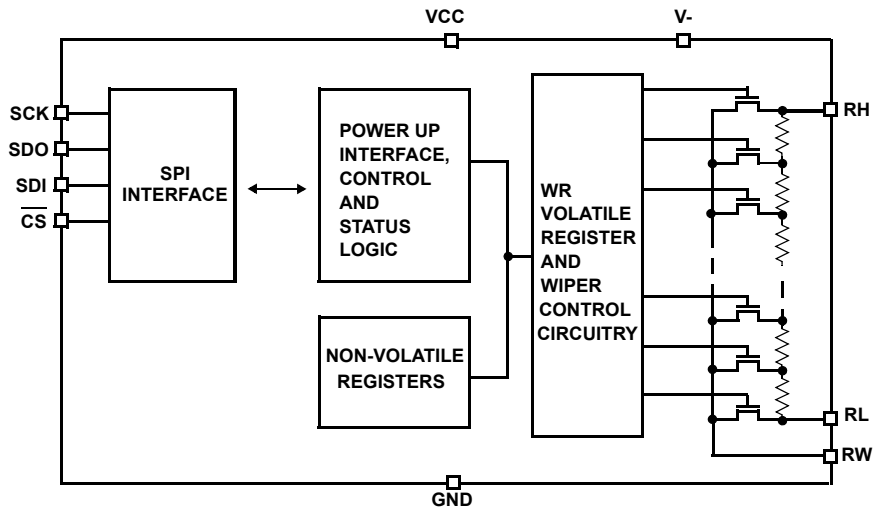 VCC
V-
SCK
SDO
SDI
CS
SPI
INTERFACE
POWER UP
INTERFACE,
CONTROL
AND
STATUS
LOGIC
NON-VOLATILE
REGISTERS
WR
VOLATILE
REGISTER
AND
WIPER
CONTROL
CIRCUITRY
RH
RL
RW
GND